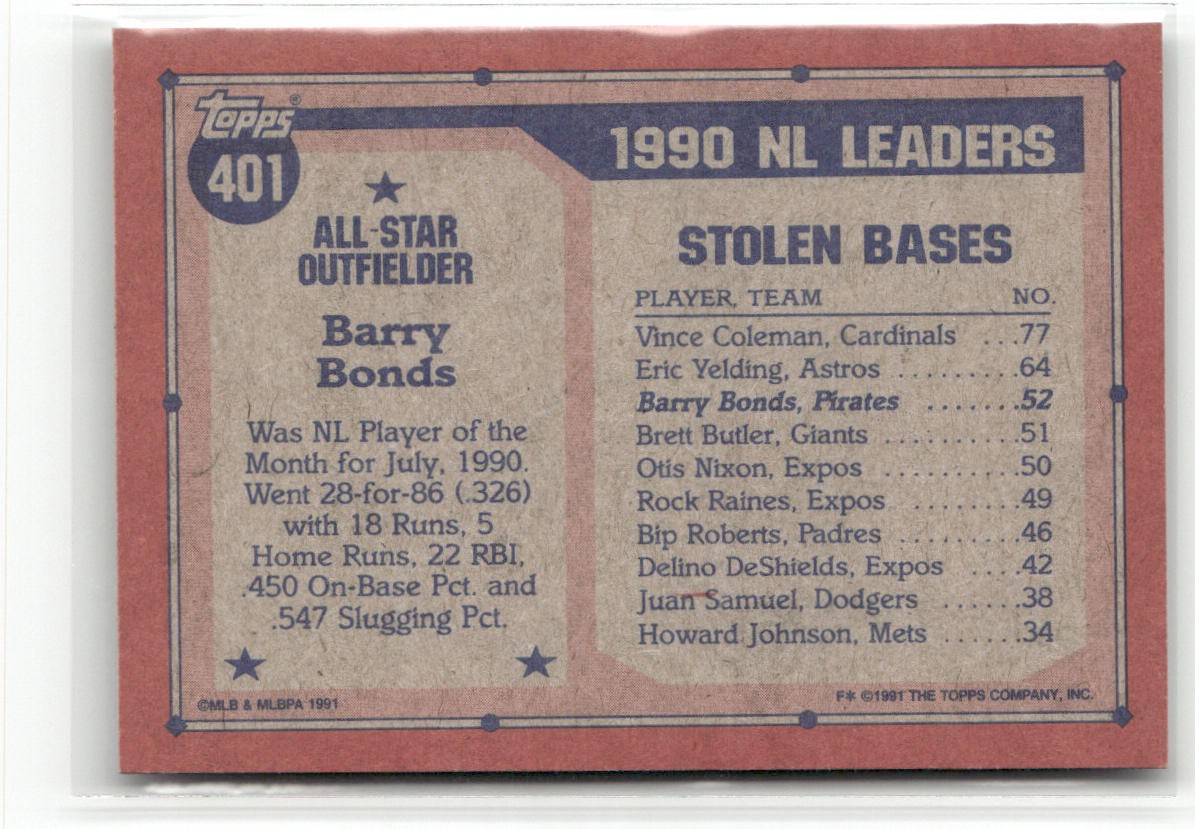 Topps®
401
ALL-STAR
OUTFIELDER
Barry
Bonds
Was NL Player of the
Month for July, 1990.
Went 28-for-86 (.326)
with 18 Runs, 5
Home Runs, 22 RBI,
.450 On-Base Pct. and
.547 Slugging Pct.
©MLB & MLBPA 1991
1990 NL LEADERS
STOLEN BASES
PLAYER, TEAM NO.
Vince Coleman, Cardinals ...77
Eric Yelding, Astros .........64
Barry Bonds, Pirates .......52
Brett Butler, Giants ..........51
Otis Nixon, Expos ..........50
Rock Raines, Expos .......49
Bip Roberts, Padres .........46
Delino DeShields, Expos ....42
Juan Samuel, Dodgers ......38
Howard Johnson, Mets ......34
F* ©1991 THE TOPPS COMPANY, INC.